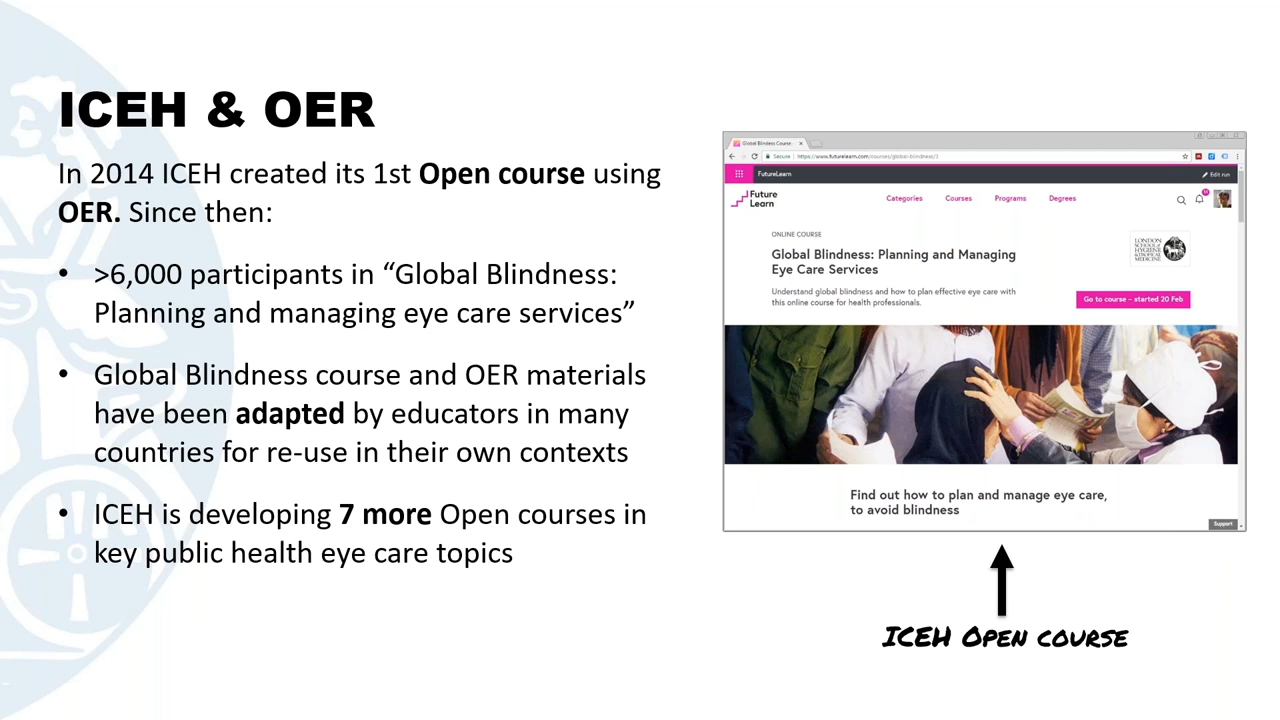 ICEH & OER
In 2014 ICEH created its 1st Open course using
OER. Since then:
• >6,000 participants in “Global Blindness:
Planning and managing eye care services”
• Global Blindness course and OER materials
have been adapted by educators in many
countries for re-use in their own contexts
• ICEH is developing 7 more Open courses in
key public health eye care topics
Global Blindness Course
Secure https://www.futurelearn.com/courses/global-blindness/3
FutureLearn
Edit run
Future
Learn
Categories Courses Programs Degrees
ONLINE COURSE
Global Blindness: Planning and Managing
Eye Care Services
Understand global blindness and how to plan effective eye care with
this online course for health professionals.
LONDON
SCHOOL of
HYGIENE
&TROPICAL
MEDICINE
Go to course – started 20 Feb
Find out how to plan and manage eye care,
to avoid blindness
Support
ICEH Open course